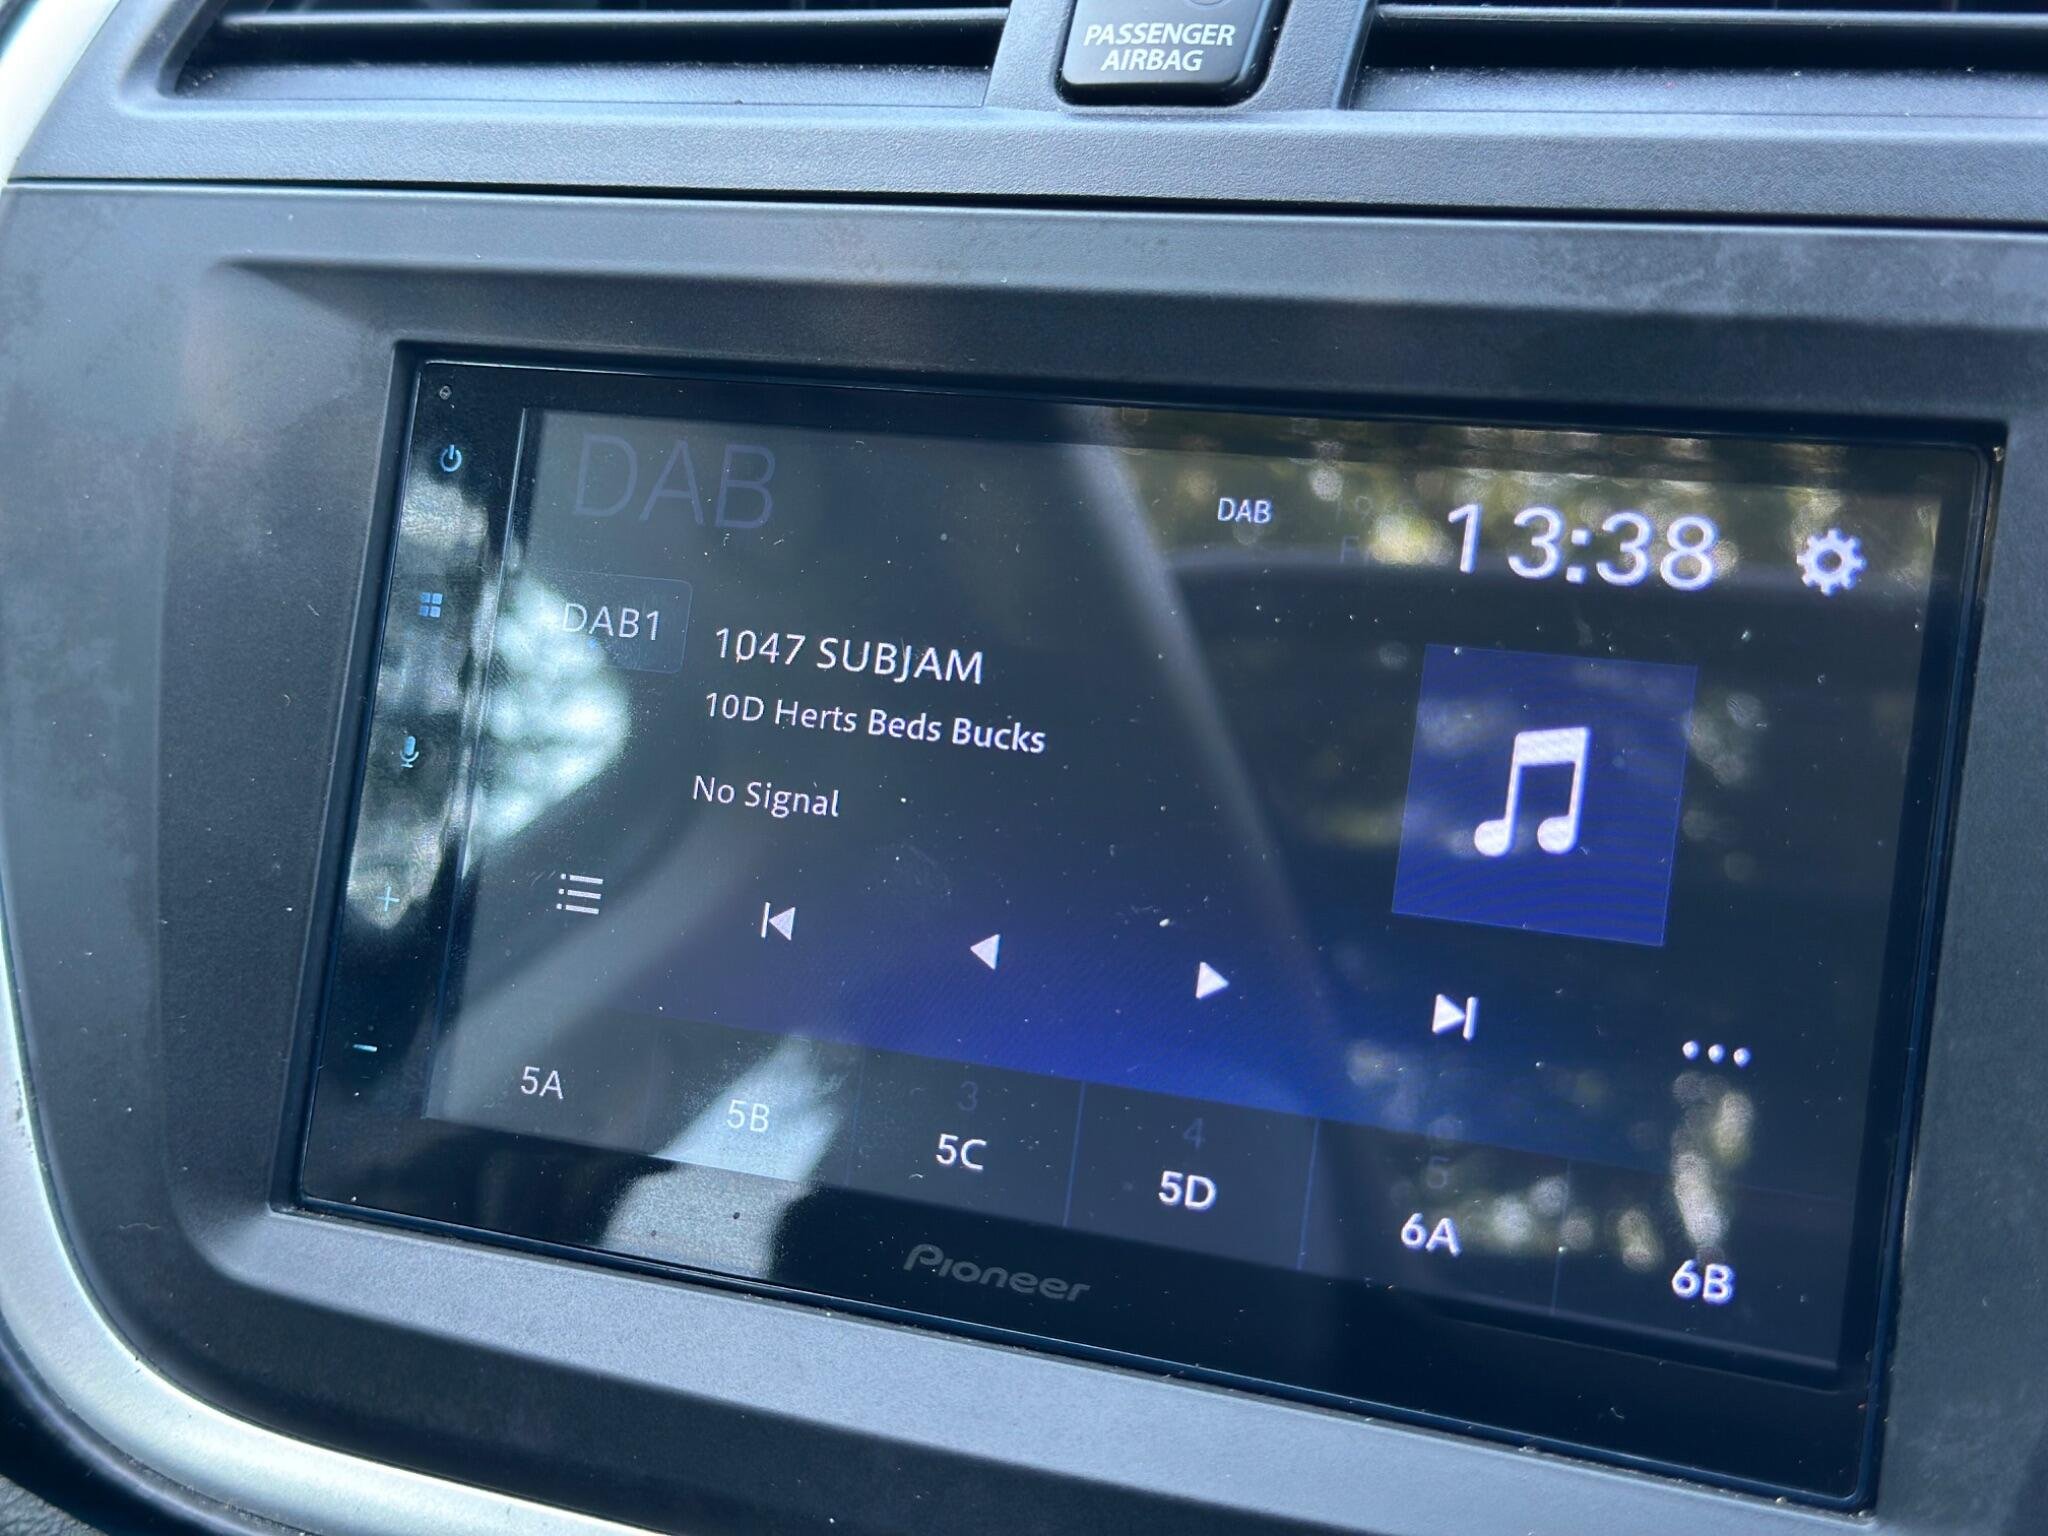 PASSENGER
AIRBAG
DAB
DAB
13:38
DAB1
1047 SUBJAM
10D Herts Beds Bucks
No Signal
3
4
5
5A
5B
5C
5D
6A
6B
Pioneer